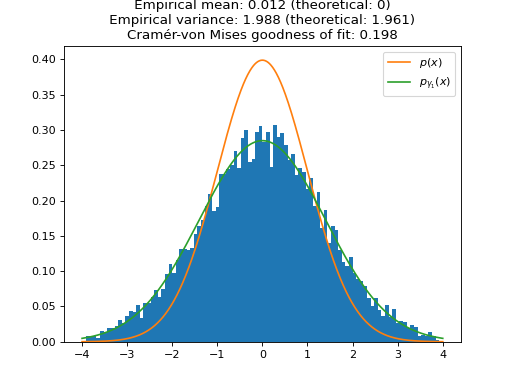 Empirical mean: 0.012 (theoretical: 0)
Empirical variance: 1.988 (theoretical: 1.961)
Cramér-von Mises goodness of fit: 0.198
p(x)
p_{γ_1}(x)
0.40
0.35
0.30
0.25
0.20
0.15
0.10
0.05
0.00
−4 −3 −2 −1 0 1 2 3 4